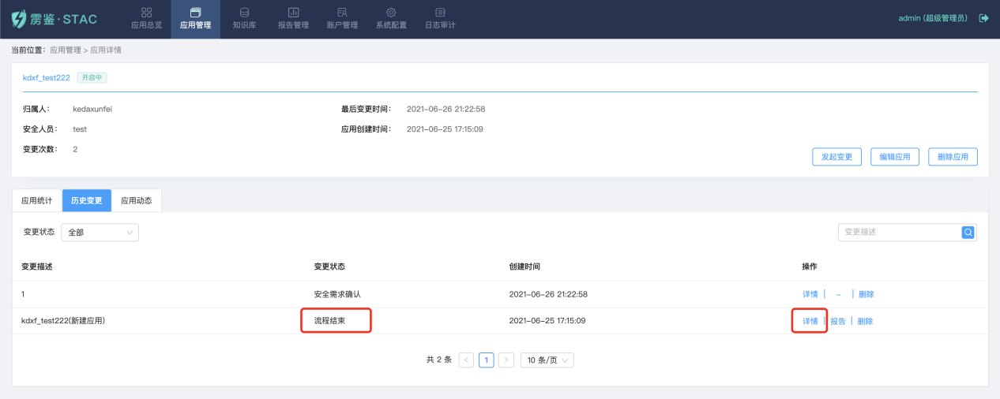 雳鉴·STAC
应用总览 应用管理 知识库 报告管理 账户管理 系统配置 日志审计
admin (超级管理员)
当前位置： 应用管理 > 应用详情
kdxf_test222 开启中
归属人： kedaxunfei 最后变更时间： 2021-06-26 21:22:58
安全人员： test 应用创建时间： 2021-06-25 17:15:09
变更次数： 2
发起变更 编辑应用 删除应用
应用统计 历史变更 应用动态
变更状态 全部 变更描述
变更描述 变更状态 创建时间 操作
1 安全需求确认 2021-06-26 21:22:58 详情 | - | 删除
kdxf_test222(新建应用) 流程结束 2021-06-25 17:15:09 详情 | 报告 | 删除
共 2 条 < 1 > 10 条/页